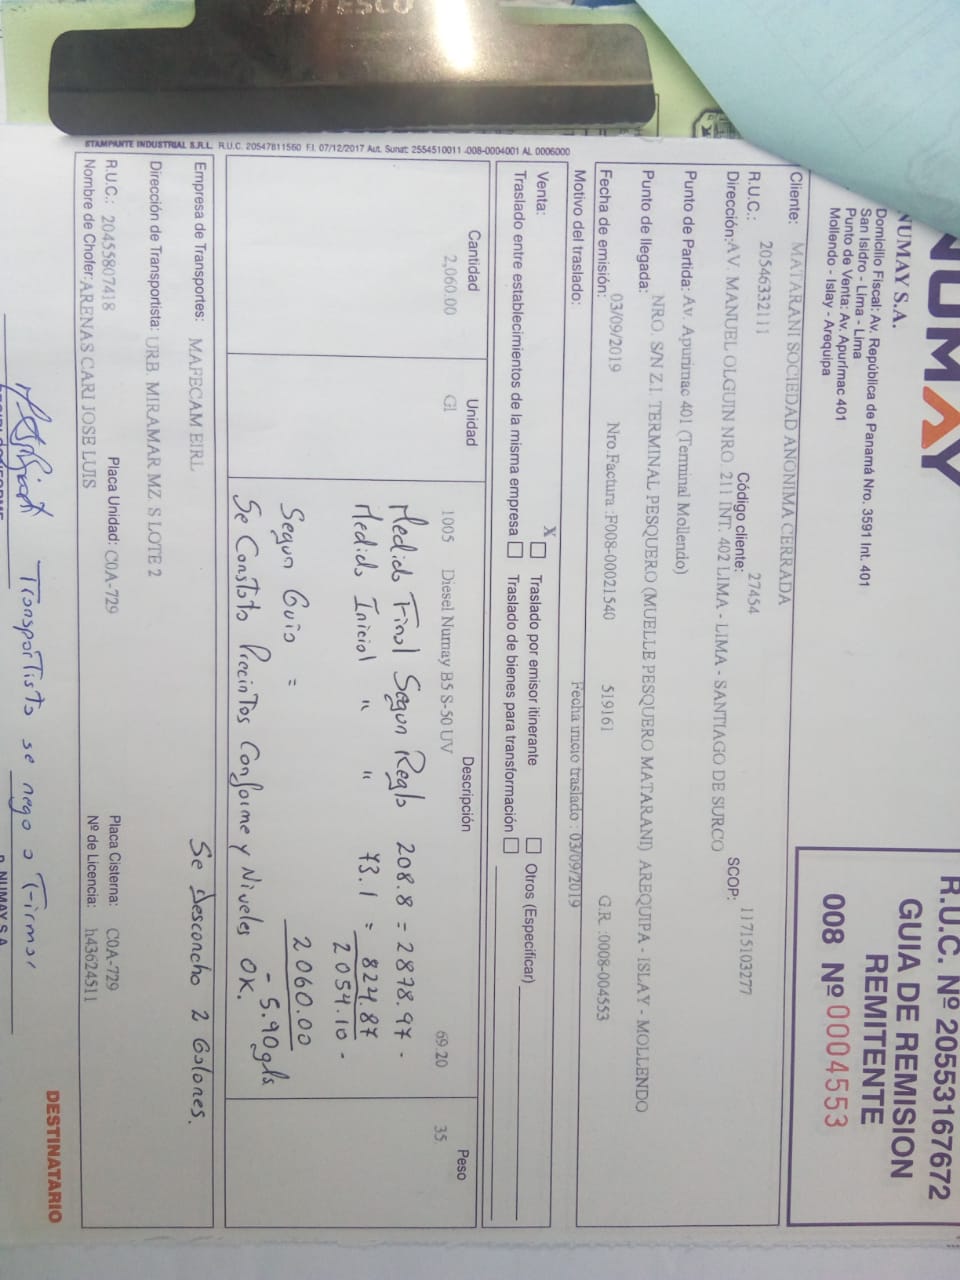 ARTESCO
NUMAY
NUMAY S.A.
Domicilio Fiscal: Av. República de Panamá Nro. 3591 Int. 401
San Isidro - Lima - Lima
Punto de Venta: Av. Apurímac 401
Mollendo - Islay - Arequipa
R.U.C. Nº 20553167672
GUIA DE REMISION
REMITENTE
008 Nº 0004553
Cliente: MATARANI SOCIEDAD ANONIMA CERRADA
R.U.C.: 20546332111 Código cliente: 27454 SCOP: 11715103277
Dirección: AV. MANUEL OLGUIN NRO. 211 INT. 402 LIMA - LIMA - SANTIAGO DE SURCO
Punto de Partida: Av. Apurimac 401 (Terminal Mollendo)
Punto de llegada: NRO. S/N Z.I. TERMINAL PESQUERO (MUELLE PESQUERO MATARANI) AREQUIPA - ISLAY - MOLLENDO
Fecha de emisión: 03/09/2019 Nro.Factura :F008-00021540 519161 G.R. :0008-004553
Motivo del traslado: Fecha inicio traslado : 03/09/2019
Venta: X Traslado por emisor itinerante Otros (Especificar)
Traslado entre establecimientos de la misma empresa Traslado de bienes para transformación
Cantidad Unidad Descripción Peso
2,060.00 Gl 1005 Diesel Numay B5 S-50 UV 69.20 35.
Medida Final Segun Regla 208.8 = 2878.97.
Medida Inicial " " 73.1 = 824.87
2054.10.
Segun Guia = 2060.00
- 5.90gls
Se Constato Precintos Conforme y Niveles OK.
Empresa de Transportes: MAFECAM EIRL Se Desconcho 2 Galones.
Dirección de Transportista: URB. MIRAMAR MZ. S LOTE 2
R.U.C.: 20455807418 Placa Unidad: C0A-729 Placa Cisterna: C0A-729
Nombre de Chofer: ARENAS CARI JOSE LUIS Nº de Licencia: h43624511
STAMPANTE INDUSTRIAL S.R.L. R.U.C. 20547811560 F.I. 07/12/2017 Aut. Sunat: 2554510011 -008-0004001 AL 0006000
Transportista se nego a Firmar
P. NUMAY S.A.
DESTINATARIO